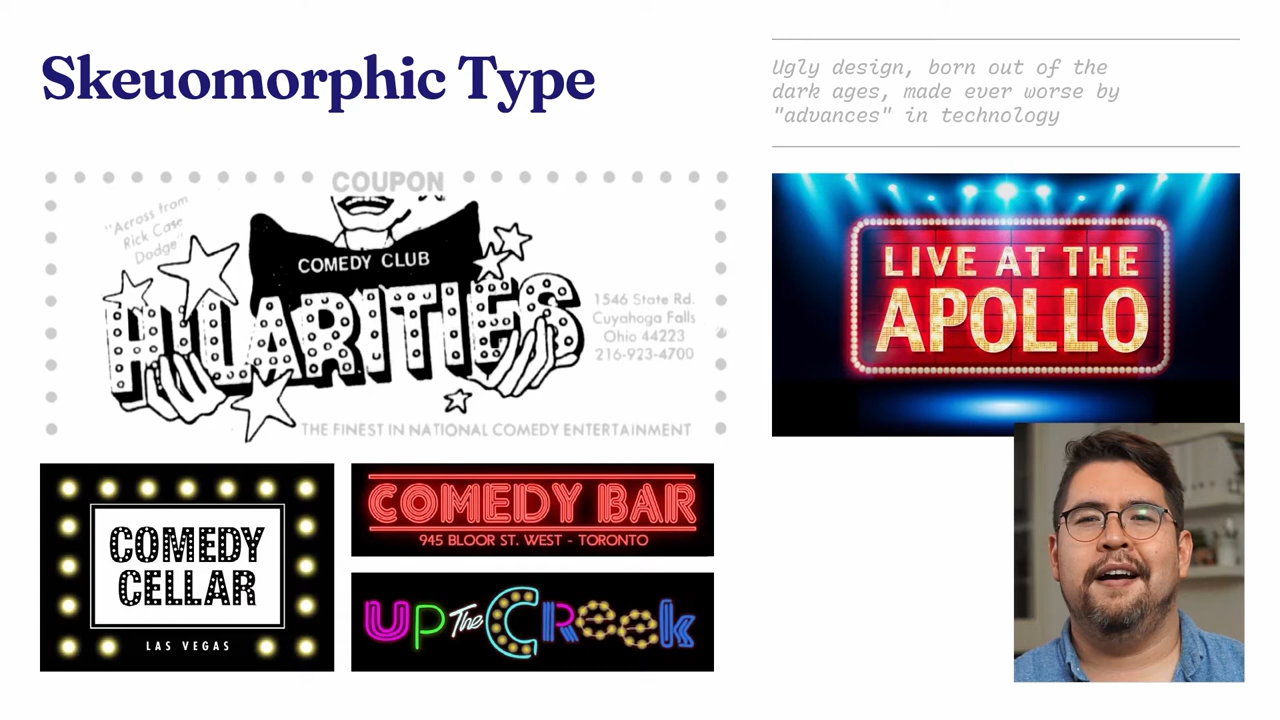 Skeuomorphic Type
Ugly design, born out of the
dark ages, made ever worse by
"advances" in technology
COUPON
"Across from
Rick Case
Dodge"
COMEDY CLUB
HILARITIES
1546 State Rd.
Cuyahoga Falls
Ohio 44223
216-923-4700
THE FINEST IN NATIONAL COMEDY ENTERTAINMENT
LIVE AT THE
APOLLO
COMEDY
CELLAR
LAS VEGAS
COMEDY BAR
945 BLOOR ST. WEST - TORONTO
UP The CReek